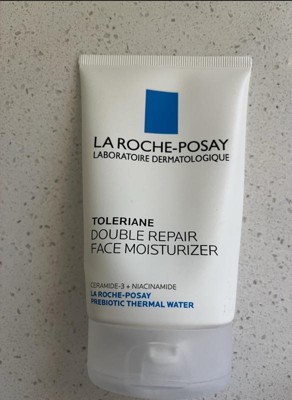 LA ROCHE-POSAY
LABORATOIRE DERMATOLOGIQUE
TOLERIANE
DOUBLE REPAIR
FACE MOISTURIZER
CERAMIDE-3 + NIACINAMIDE
LA ROCHE-POSAY
PREBIOTIC THERMAL WATER